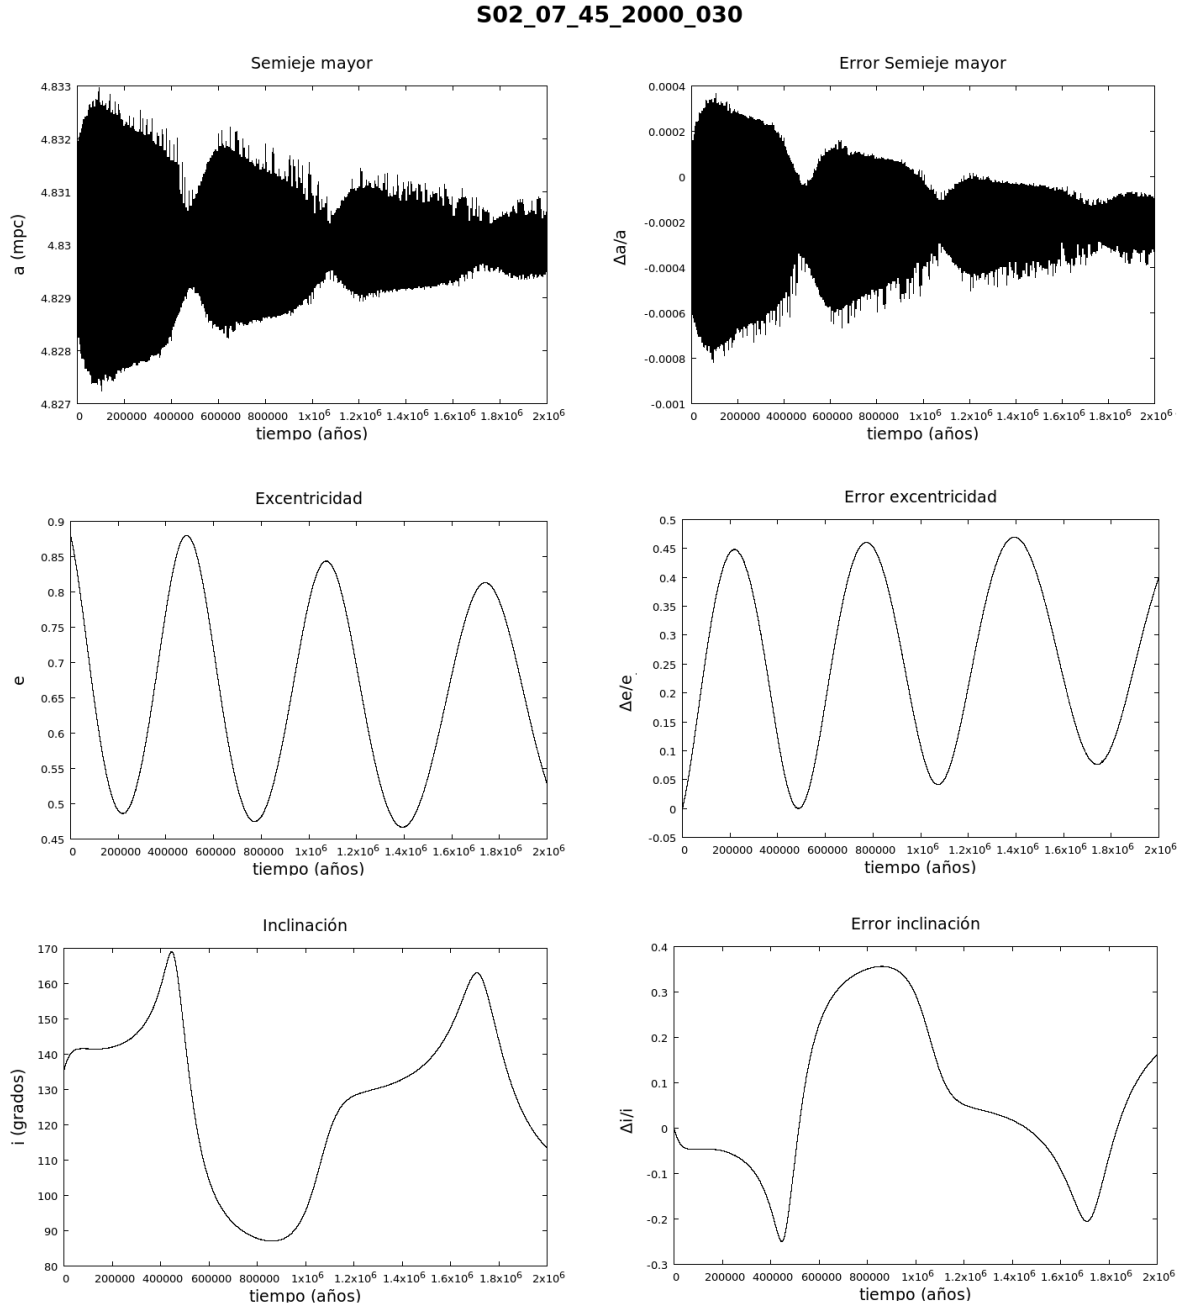 S02_07_45_2000_030
Semieje mayor
a (mpc)
4.833
4.832
4.831
4.83
4.829
4.828
4.827
0 200000 400000 600000 800000 1x10⁶ 1.2x10⁶ 1.4x10⁶ 1.6x10⁶ 1.8x10⁶ 2x10⁶
tiempo (años)
Error Semieje mayor
Δa/a
0.0004
0.0002
0
-0.0002
-0.0004
-0.0006
-0.0008
-0.001
0 200000 400000 600000 800000 1x10⁶ 1.2x10⁶ 1.4x10⁶ 1.6x10⁶ 1.8x10⁶ 2x10⁶
tiempo (años)
Excentricidad
e
0.9
0.85
0.8
0.75
0.7
0.65
0.6
0.55
0.5
0.45
0 200000 400000 600000 800000 1x10⁶ 1.2x10⁶ 1.4x10⁶ 1.6x10⁶ 1.8x10⁶ 2x10⁶
tiempo (años)
Error excentricidad
Δe/e
0.5
0.45
0.4
0.35
0.3
0.25
0.2
0.15
0.1
0.05
0
-0.05
0 200000 400000 600000 800000 1x10⁶ 1.2x10⁶ 1.4x10⁶ 1.6x10⁶ 1.8x10⁶ 2x10⁶
tiempo (años)
Inclinación
i (grados)
170
160
150
140
130
120
110
100
90
80
0 200000 400000 600000 800000 1x10⁶ 1.2x10⁶ 1.4x10⁶ 1.6x10⁶ 1.8x10⁶ 2x10⁶
tiempo (años)
Error inclinación
Δi/i
0.4
0.3
0.2
0.1
0
-0.1
-0.2
-0.3
0 200000 400000 600000 800000 1x10⁶ 1.2x10⁶ 1.4x10⁶ 1.6x10⁶ 1.8x10⁶ 2x10⁶
tiempo (años)